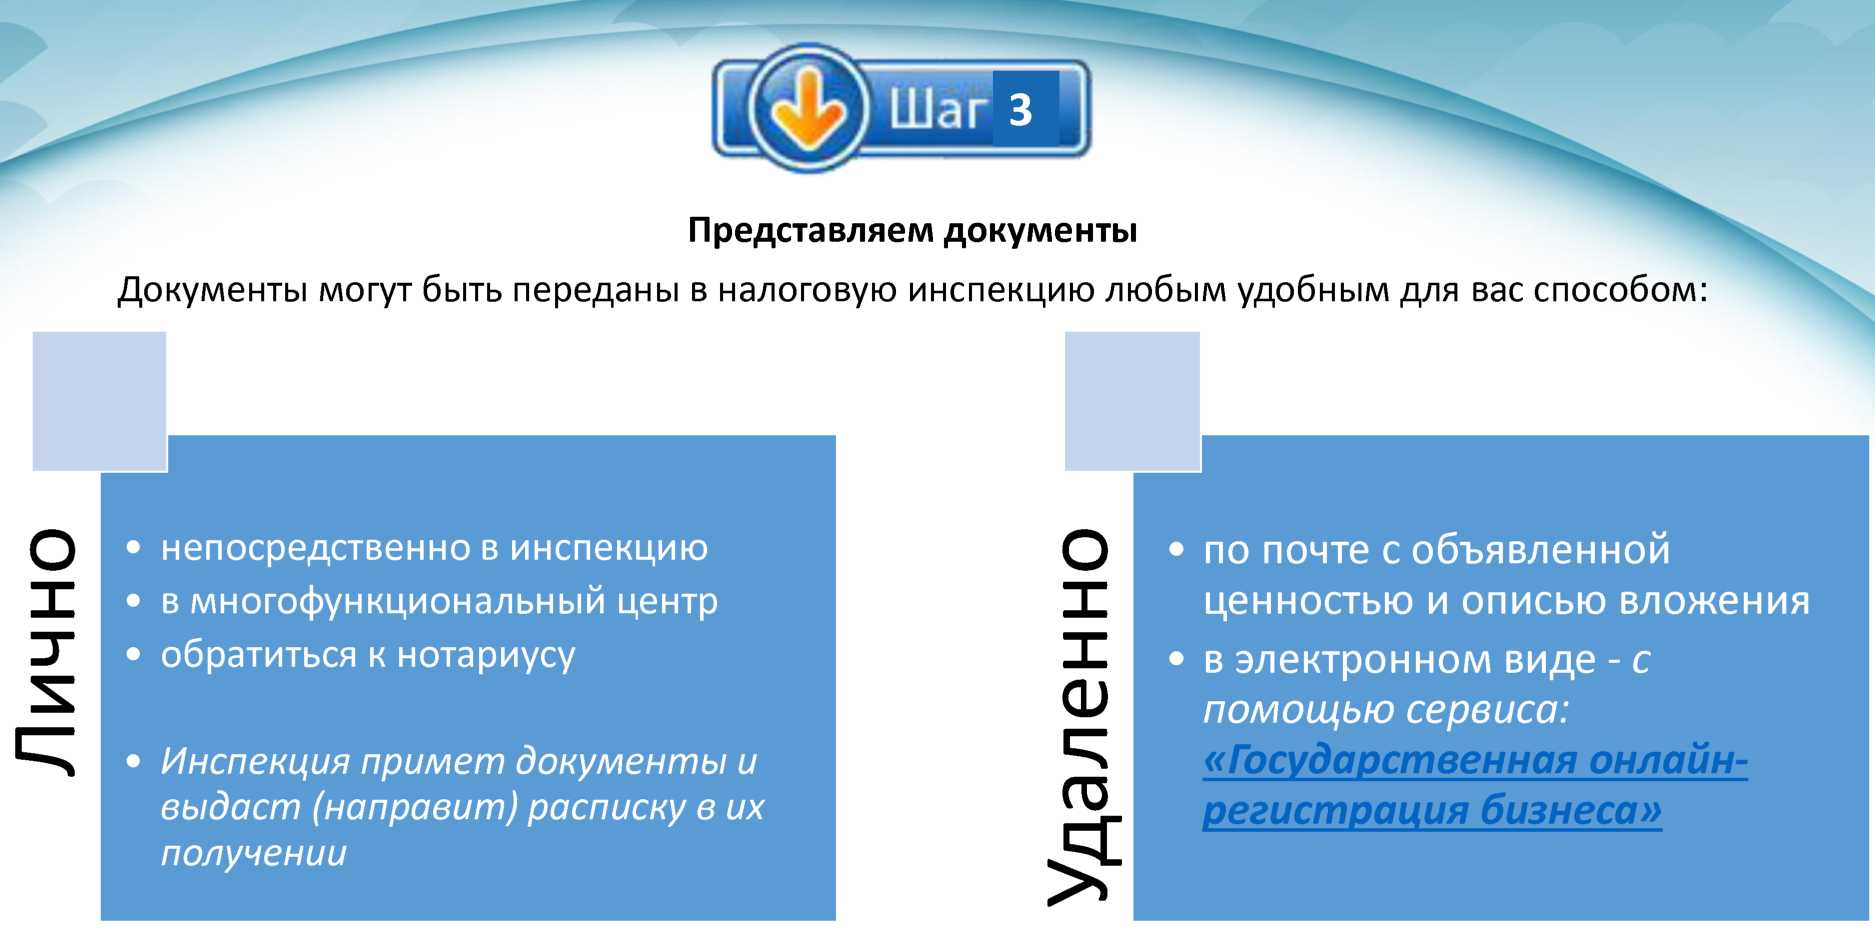 Шаг 3
Представляем документы
Документы могут быть переданы в налоговую инспекцию любым удобным для вас способом:
Лично
• непосредственно в инспекцию
• в многофункциональный центр
• обратиться к нотариусу
• Инспекция примет документы и
выдаст (направит) расписку в их
получении
Удаленно
• по почте с объявленной
ценностью и описью вложения
• в электронном виде - с
помощью сервиса:
«Государственная онлайн-
регистрация бизнеса»